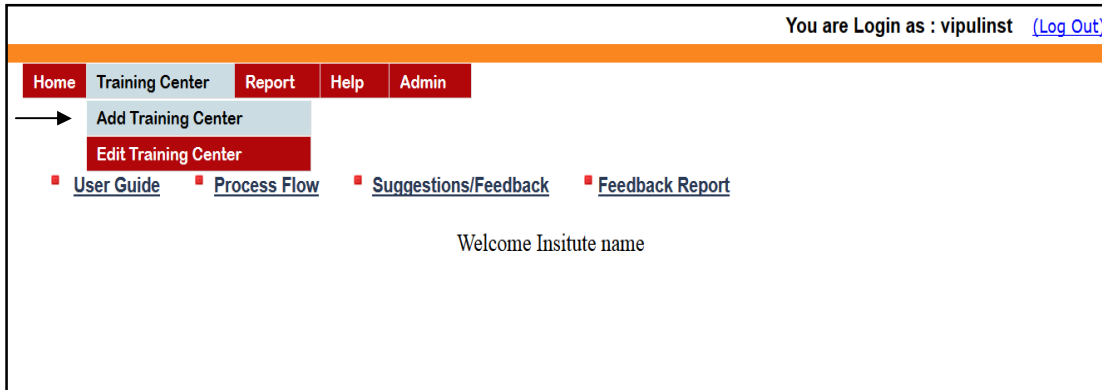 You are Login as : vipulinst (Log Out)
Home Training Center Report Help Admin
Add Training Center
Edit Training Center
User Guide Process Flow Suggestions/Feedback Feedback Report
Welcome Insitute name